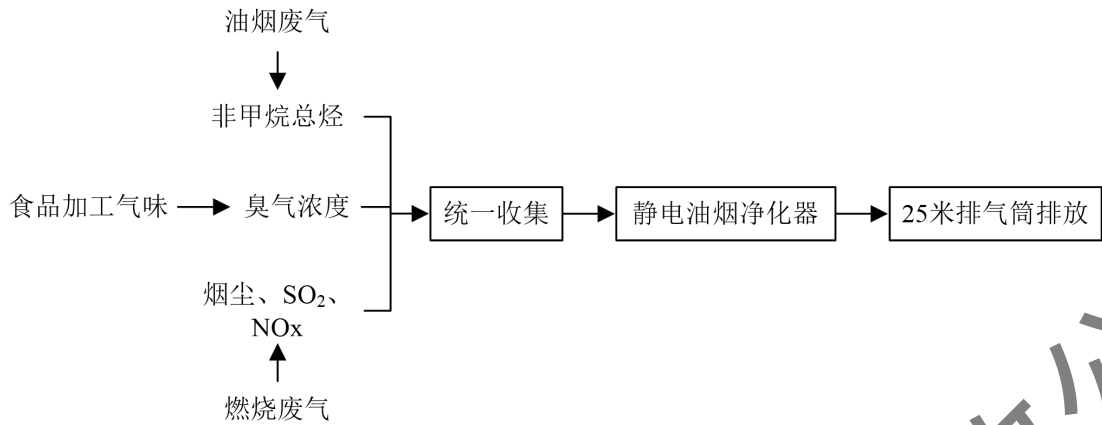 油烟废气
非甲烷总烃
食品加工气味
臭气浓度
统一收集
静电油烟净化器
25米排气筒排放
烟尘、SO₂、
NOx
燃烧废气